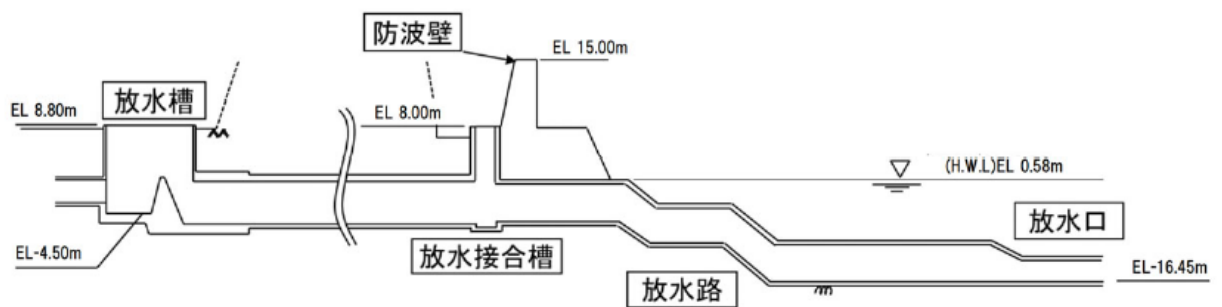 防波壁
EL 15.00m
放水槽
EL 8.80m
EL 8.00m
(H.W.L)EL 0.58m
放水口
EL-4.50m
放水接合槽
放水路
EL-16.45m